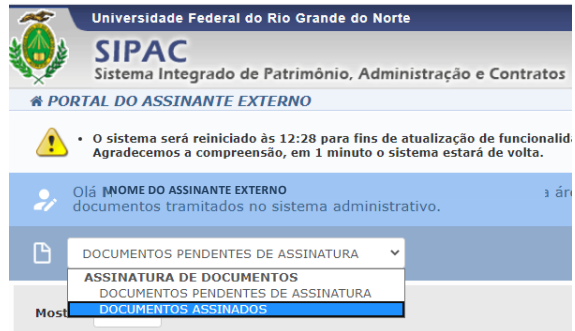 Universidade Federal do Rio Grande do Norte
SIPAC
Sistema Integrado de Patrimônio, Administração e Contratos
PORTAL DO ASSINANTE EXTERNO
• O sistema será reiniciado às 12:28 para fins de atualização de funcionalid
Agradecemos a compreensão, em 1 minuto o sistema estará de volta.
Olá NOME DO ASSINANTE EXTERNO a ár
documentos tramitados no sistema administrativo.
DOCUMENTOS PENDENTES DE ASSINATURA
ASSINATURA DE DOCUMENTOS
DOCUMENTOS PENDENTES DE ASSINATURA
DOCUMENTOS ASSINADOS
Most